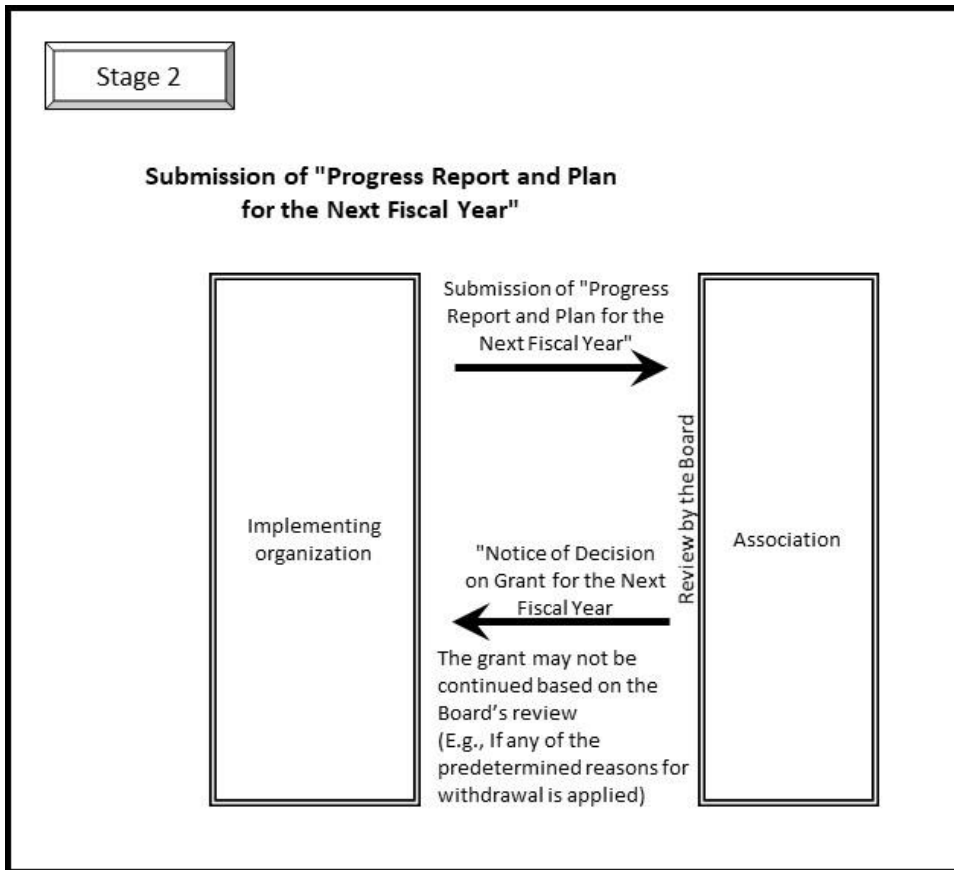 Stage 2
Submission of "Progress Report and Plan
for the Next Fiscal Year"
Submission of "Progress
Report and Plan for the
Next Fiscal Year"
Implementing
organization
Review by the Board
Association
"Notice of Decision
on Grant for the Next
Fiscal Year
The grant may not be
continued based on the
Board’s review
(E.g., If any of the
predetermined reasons for
withdrawal is applied)